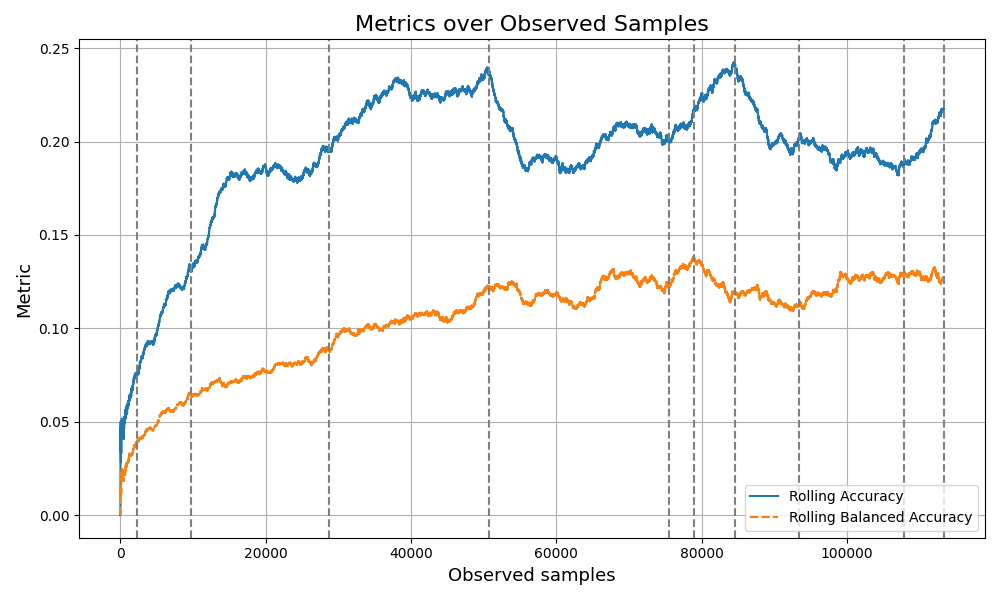 Metrics over Observed Samples
Metric
0.25
0.20
0.15
0.10
0.05
0.00
0
20000
40000
60000
80000
100000
Observed samples
Rolling Accuracy
Rolling Balanced Accuracy